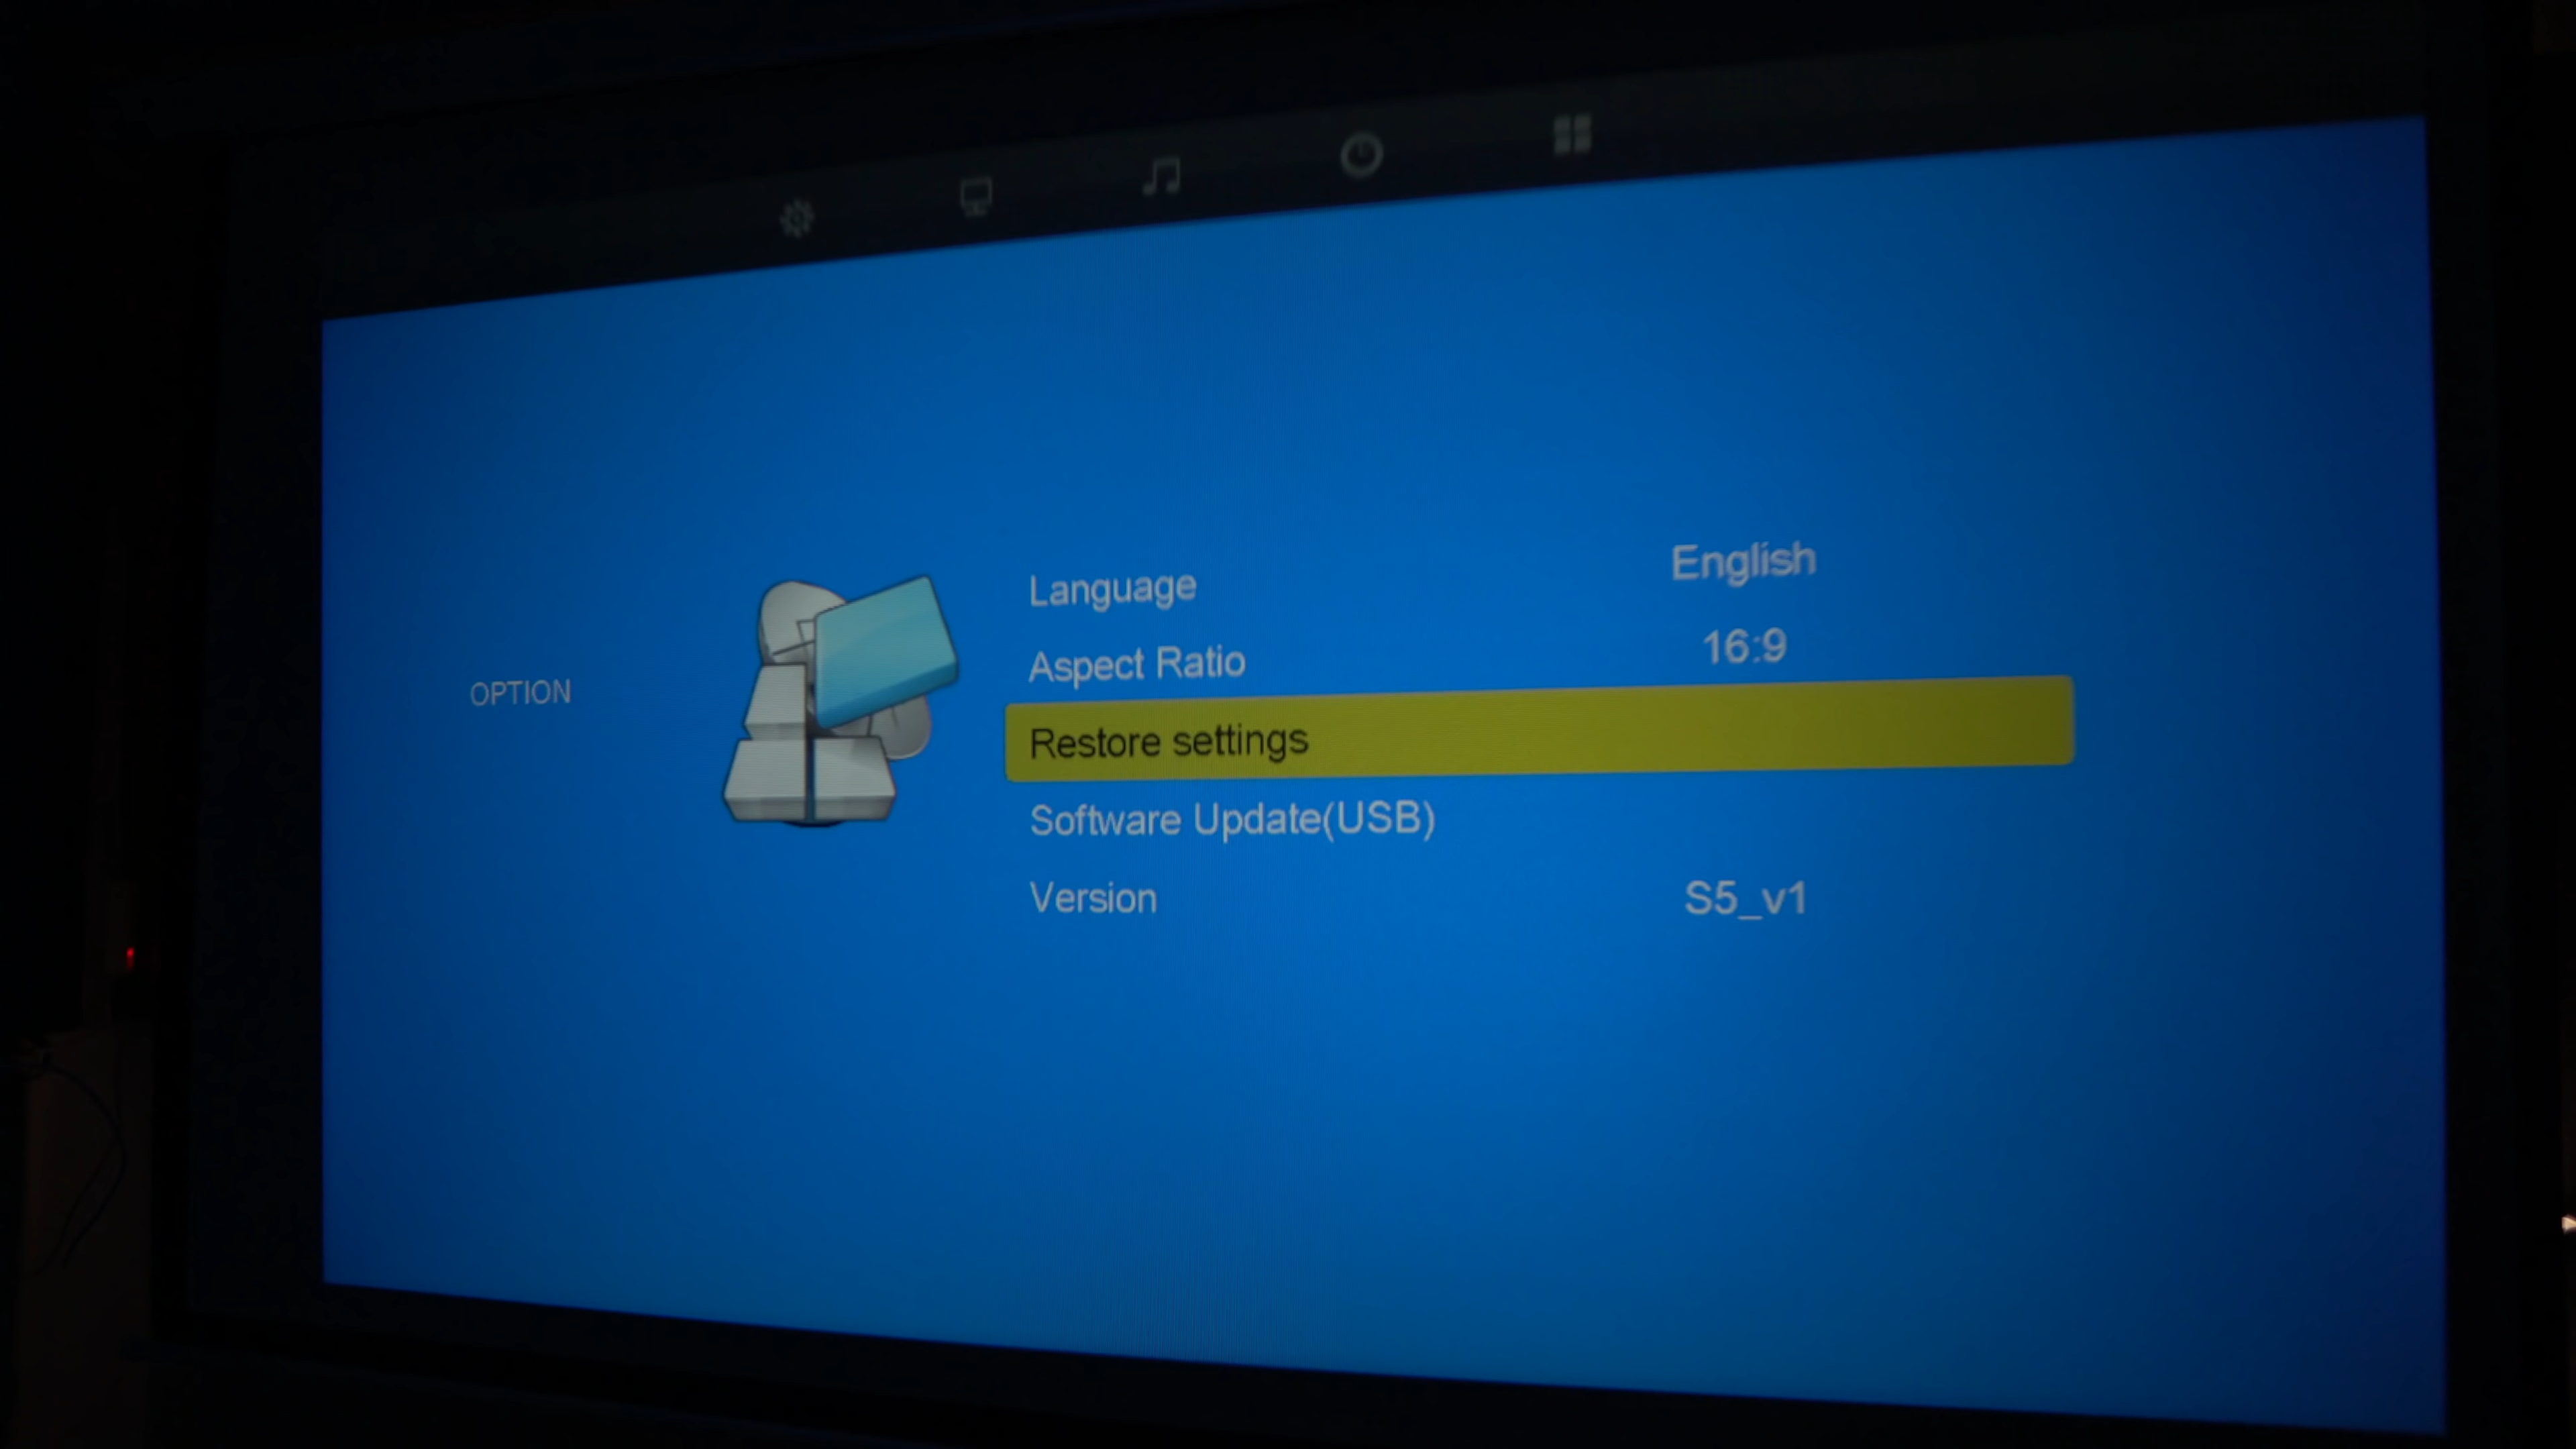 OPTION
Language English
Aspect Ratio 16:9
Restore settings
Software Update(USB)
Version S5_v1